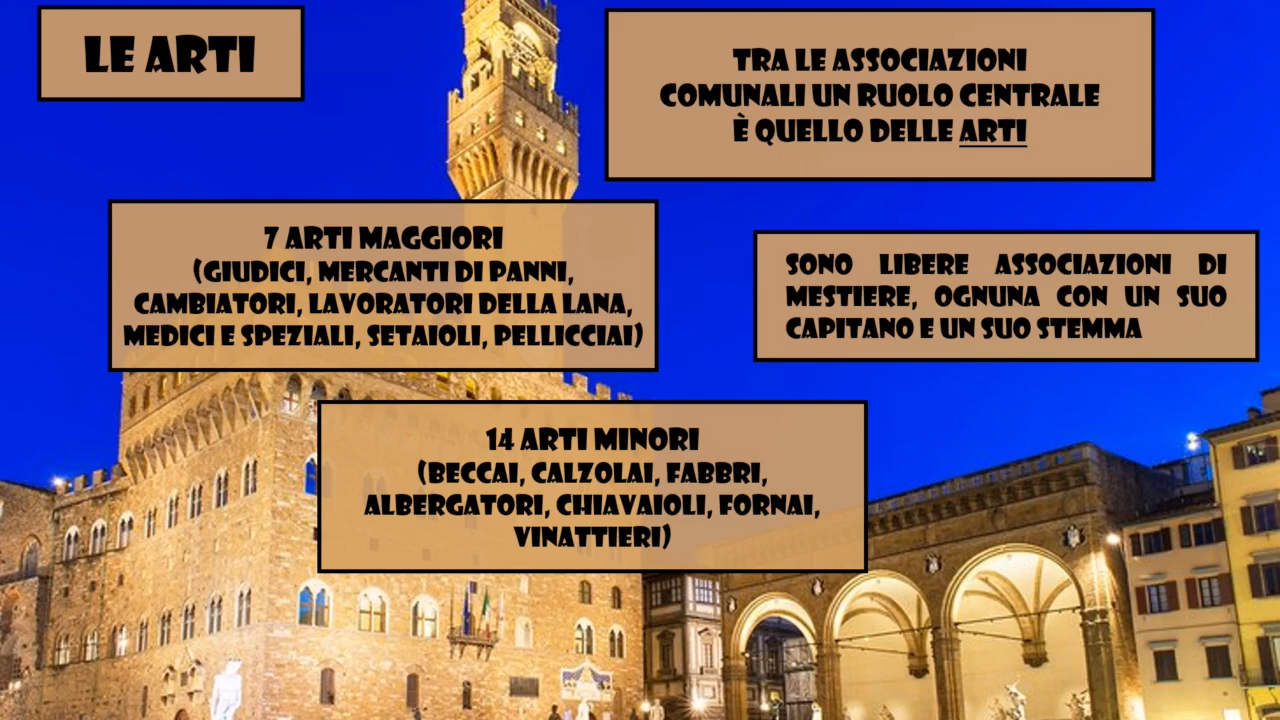 LE ARTI
TRA LE ASSOCIAZIONI
COMUNALI UN RUOLO CENTRALE
È QUELLO DELLE ARTI
7 ARTI MAGGIORI
(GIUDICI, MERCANTI DI PANNI,
CAMBIATORI, LAVORATORI DELLA LANA,
MEDICI E SPEZIALI, SETAIOLI, PELLICCIAI)
SONO LIBERE ASSOCIAZIONI DI
MESTIERE, OGNUNA CON UN SUO
CAPITANO E UN SUO STEMMA
14 ARTI MINORI
(BECCAI, CALZOLAI, FABBRI,
ALBERGATORI, CHIAVAIOLI, FORNAI,
VINATTIERI)